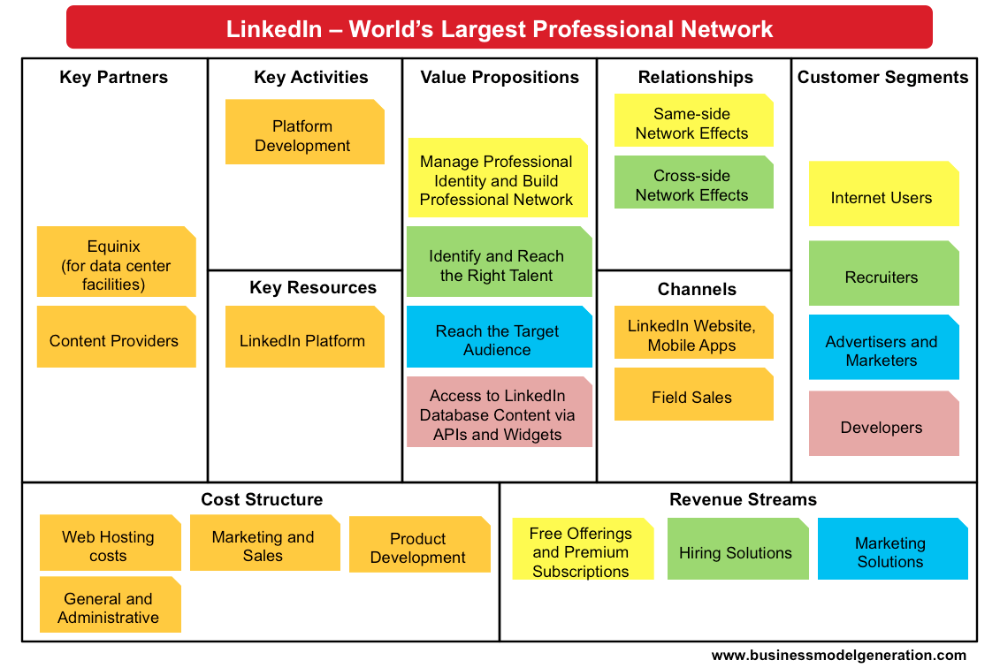 LinkedIn – World's Largest Professional Network
Key Partners
Equinix
(for data center
facilities)
Content Providers
Key Activities
Platform
Development
Key Resources
LinkedIn Platform
Value Propositions
Manage Professional
Identity and Build
Professional Network
Identify and Reach
the Right Talent
Reach the Target
Audience
Access to LinkedIn
Database Content via
APIs and Widgets
Relationships
Same-side
Network Effects
Cross-side
Network Effects
Channels
LinkedIn Website,
Mobile Apps
Field Sales
Customer Segments
Internet Users
Recruiters
Advertisers and
Marketers
Developers
Cost Structure
Web Hosting
costs
Marketing and
Sales
Product
Development
General and
Administrative
Revenue Streams
Free Offerings
and Premium
Subscriptions
Hiring Solutions
Marketing
Solutions
www.businessmodelgeneration.com